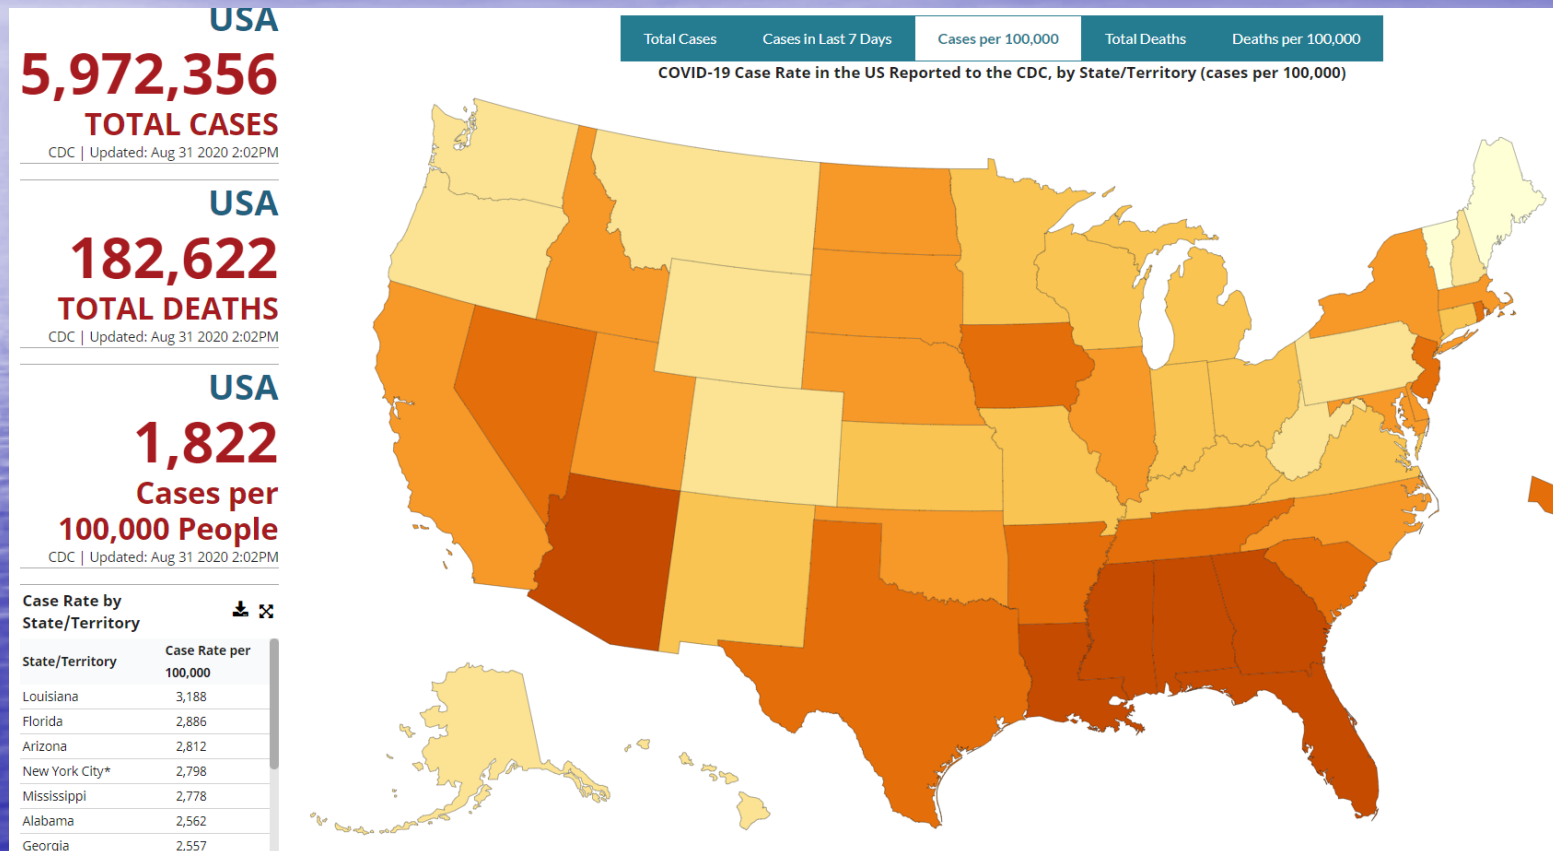 USA
5,972,356
TOTAL CASES
CDC | Updated: Aug 31 2020 2:02PM
USA
182,622
TOTAL DEATHS
CDC | Updated: Aug 31 2020 2:02PM
USA
1,822
Cases per
100,000 People
CDC | Updated: Aug 31 2020 2:02PM
Case Rate by
State/Territory
State/Territory Case Rate per
100,000
Louisiana 3,188
Florida 2,886
Arizona 2,812
New York City* 2,798
Mississippi 2,778
Alabama 2,562
Georgia 2,557
Total Cases Cases in Last 7 Days Cases per 100,000 Total Deaths Deaths per 100,000
COVID-19 Case Rate in the US Reported to the CDC, by State/Territory (cases per 100,000)